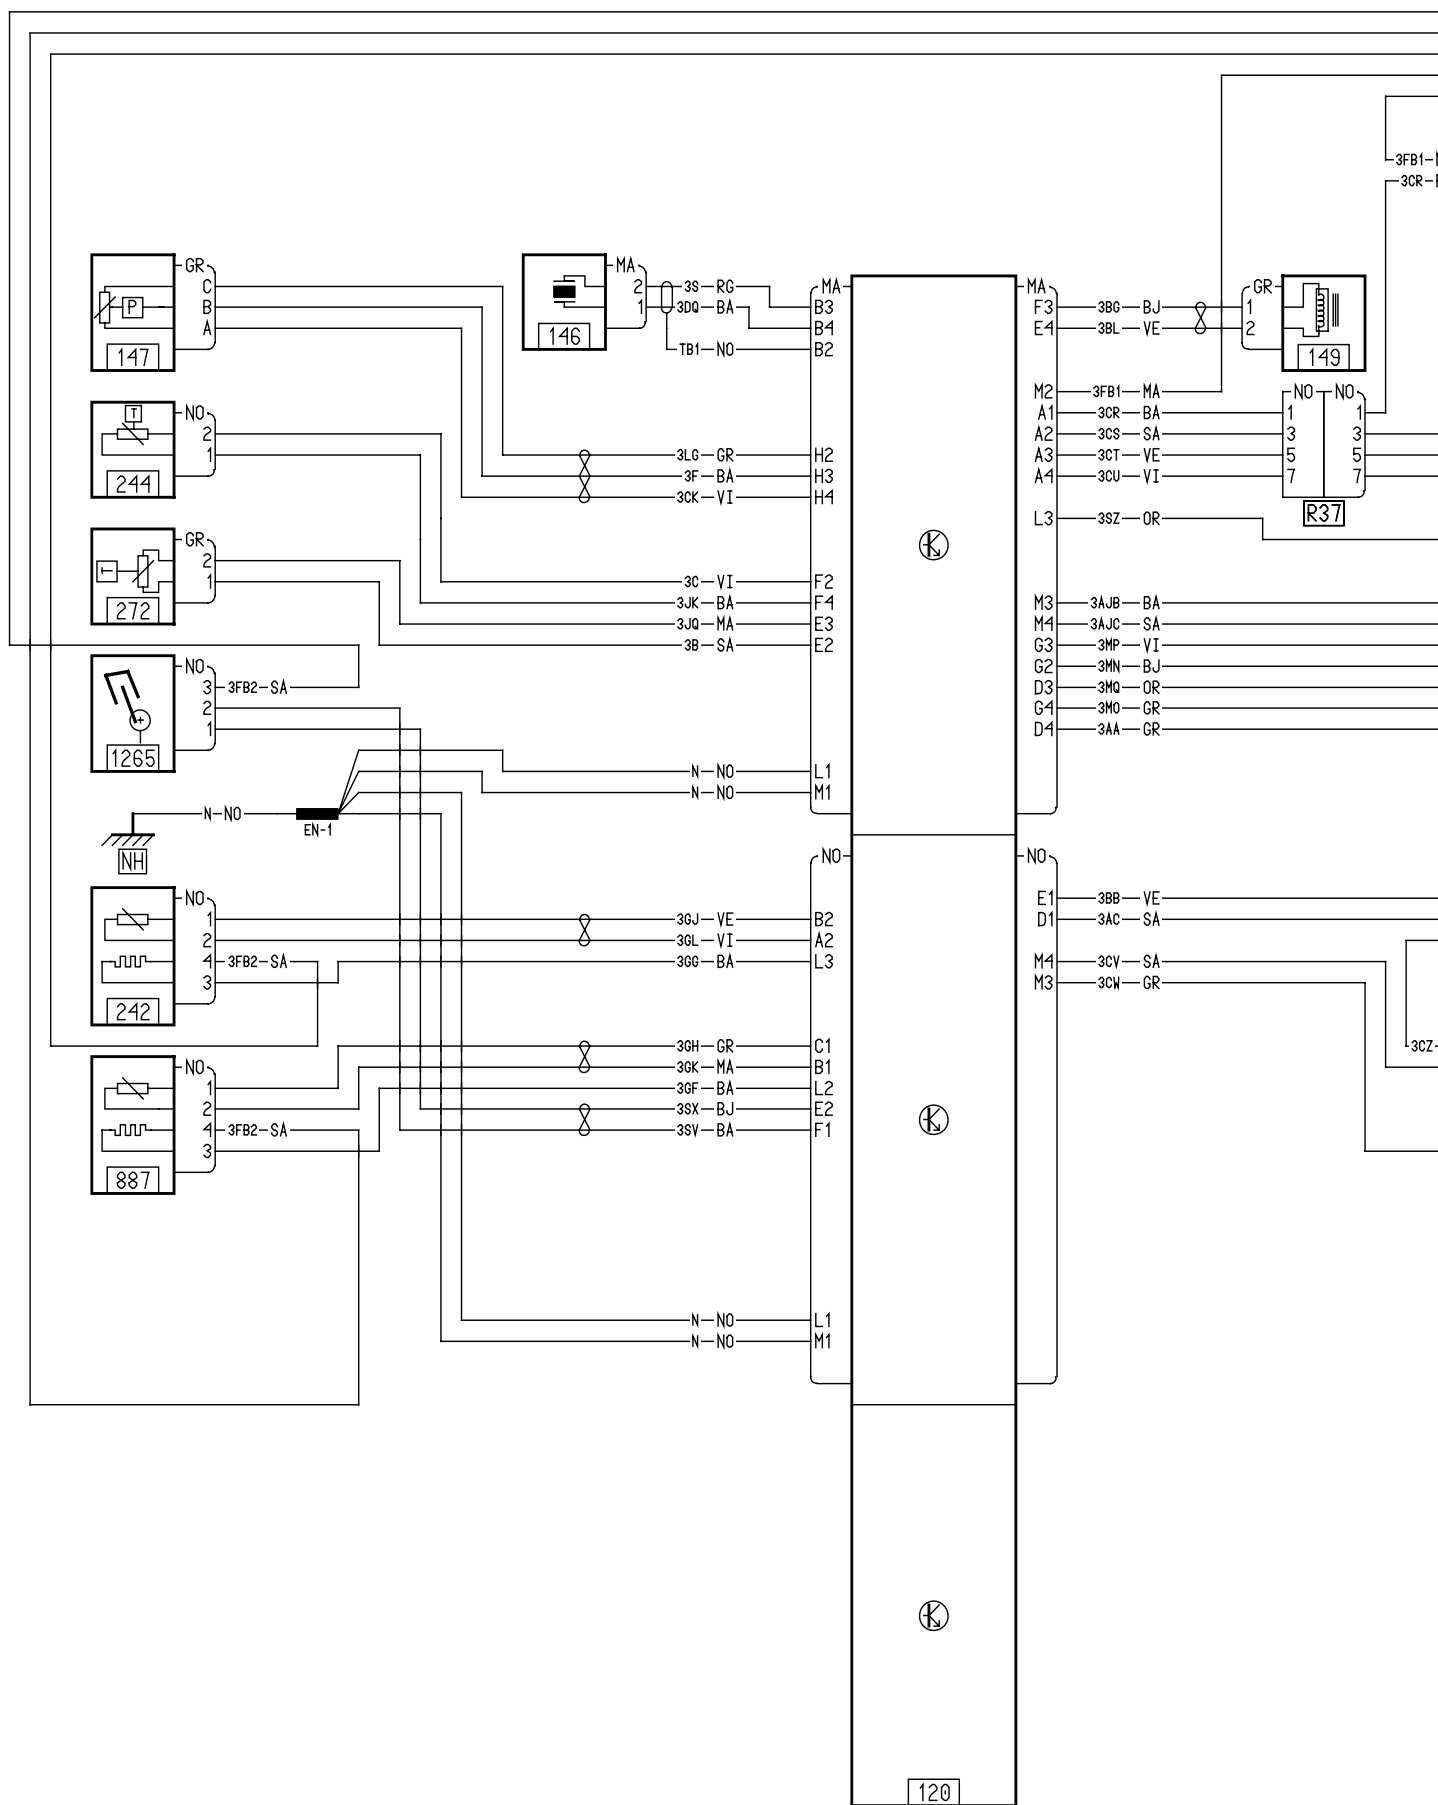 3FB1
3CR
GR
C
B
A
P
147
MA
2
1
146
3S RG
3DQ BA
TB1 NO
MA
B3
B4
B2
MA
F3 3BG BJ
E4 3BL VE
GR
1
2
149
NO
T
2
1
244
3LG GR H2
3F BA H3
3CK VI H4
M2 3FB1 MA
A1 3CR BA
A2 3CS SA
A3 3CT VE
A4 3CU VI
NO NO
1 1
3 3
5 5
7 7
R37
L3 3SZ OR
GR
T
2
1
272
3C VI F2
3JK BA F4
3JQ MA E3
3B SA E2
M3 3AJB BA
M4 3AJC SA
G3 3MP VI
G2 3MN BJ
D3 3MQ OR
G4 3MO GR
D4 3AA GR
NO
3 3FB2 SA
2
1
+
1265
N NO L1
N NO M1
N NO
EN-1
NH
NO
NO
NO
1
2
4 3FB2 SA
3
242
3GJ VE B2
3GL VI A2
3GG BA L3
E1 3BB VE
D1 3AC SA
M4 3CV SA
M3 3CW GR
3CZ
NO
1
2
4 3FB2 SA
3
887
3GH GR C1
3GK MA B1
3GF BA L2
3SX BJ E2
3SV BA F1
N NO L1
N NO M1
120